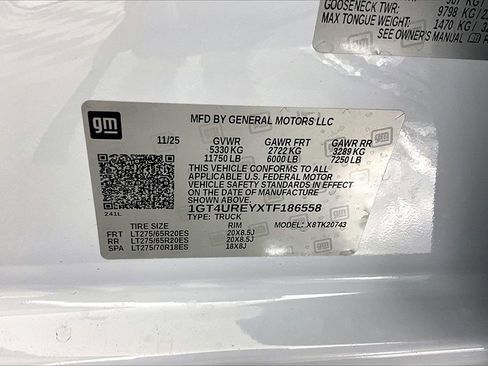 GOOSENECK TWR:
9798 KG
MAX TONGUE WEIGHT: 1470 KG /
SEE OWNER'S MANUAL
gm
MFD BY GENERAL MOTORS LLC
11/25 GVWR GAWR FRT GAWR RR
5330 KG 2722 KG 3289 KG
11750 LB 6000 LB 7250 LB
THIS VEHICLE CONFORMS TO ALL
APPLICABLE U.S. FEDERAL MOTOR
VEHICLE SAFETY STANDARDS IN EFFECT
ON THE DATE OF MANUFACTURE
SHOWN ABOVE.
1GT4UREYXTF186558
TYPE: TRUCK MODEL: X8TK20743
241L
TIRE SIZE RIM
FRT LT275/65R20ES 20X8.5J
RR LT275/65R20ES 20X8.5J
SPA LT275/70R18ES 18X8J